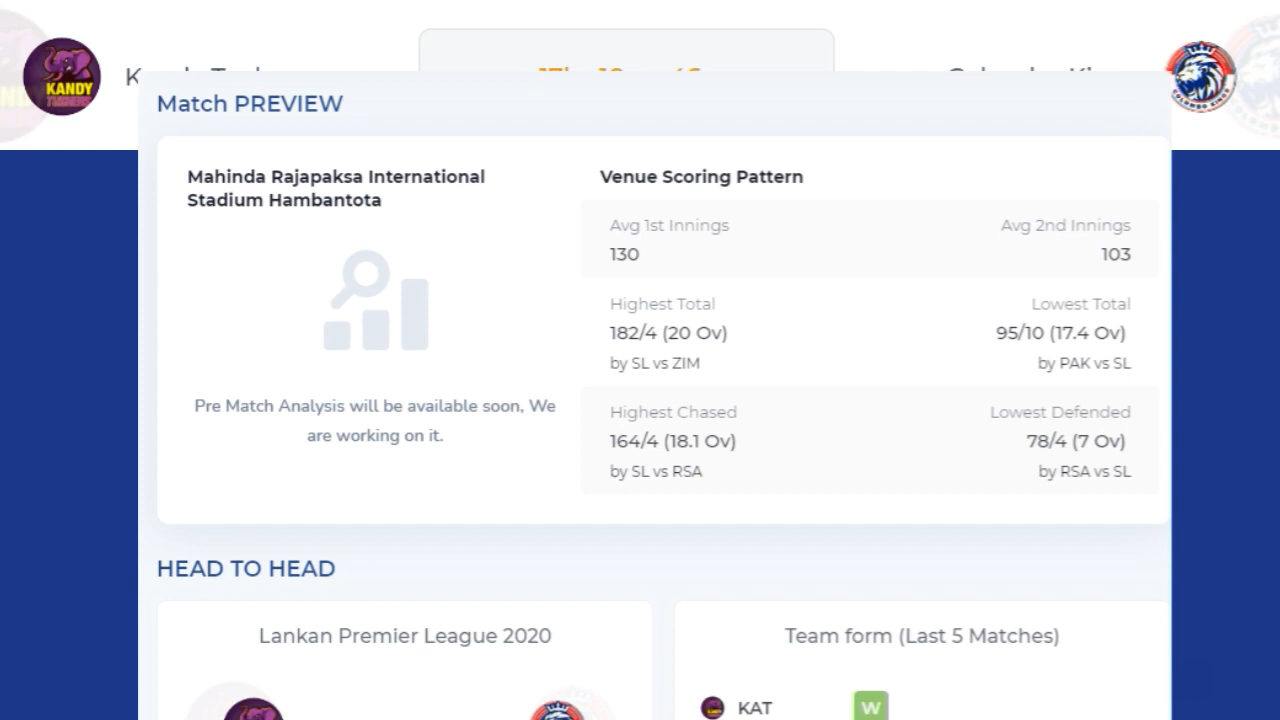 KANDY
Match PREVIEW
Mahinda Rajapaksa International
Stadium Hambantota
Venue Scoring Pattern
Avg 1st Innings
Avg 2nd Innings
130
103
Highest Total
Lowest Total
182/4 (20 Ov)
95/10 (17.4 Ov)
by SL vs ZIM
by PAK vs SL
Pre Match Analysis will be available soon, We
are working on it.
Highest Chased
Lowest Defended
164/4 (18.1 Ov)
78/4 (7 Ov)
by SL vs RSA
by RSA vs SL
HEAD TO HEAD
Lankan Premier League 2020
Team form (Last 5 Matches)
KAT
W